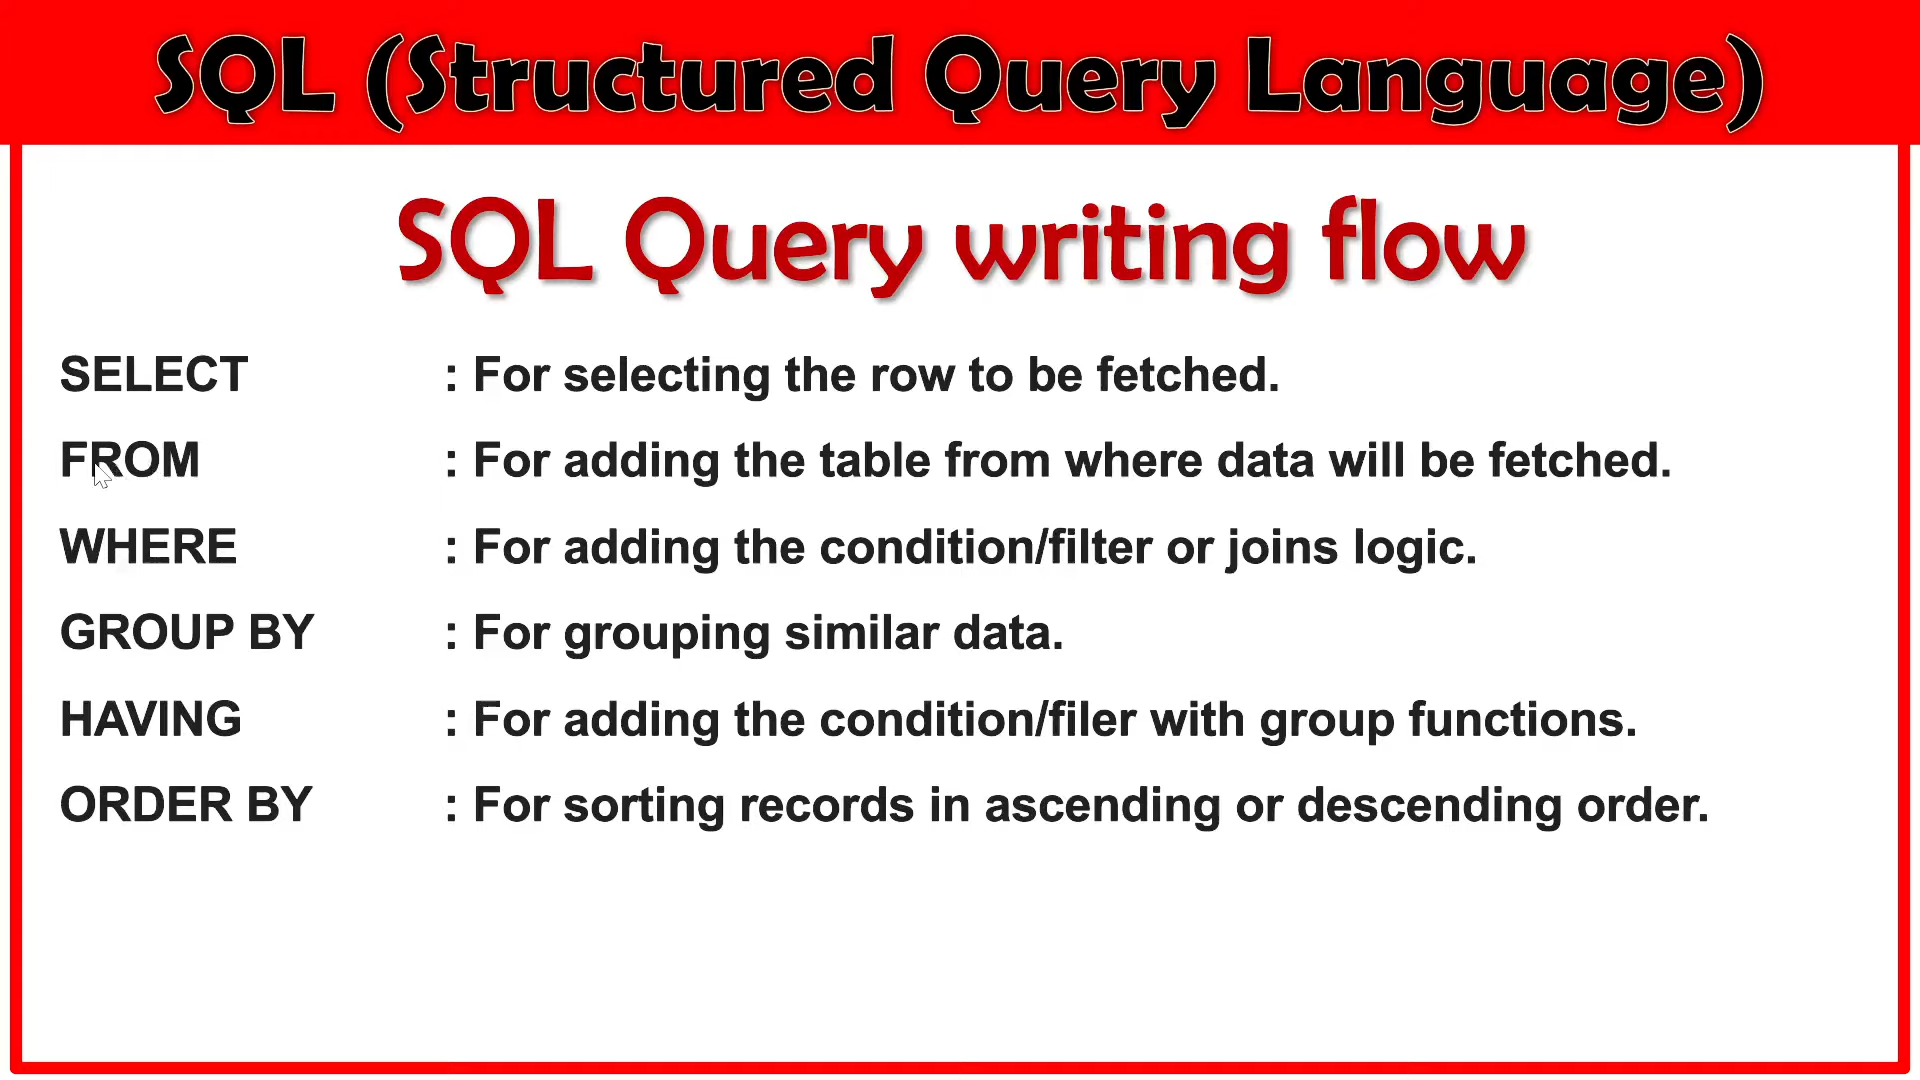 SQL (Structured Query Language)
SQL Query writing flow
SELECT : For selecting the row to be fetched.
FROM : For adding the table from where data will be fetched.
WHERE : For adding the condition/filter or joins logic.
GROUP BY : For grouping similar data.
HAVING : For adding the condition/filer with group functions.
ORDER BY : For sorting records in ascending or descending order.